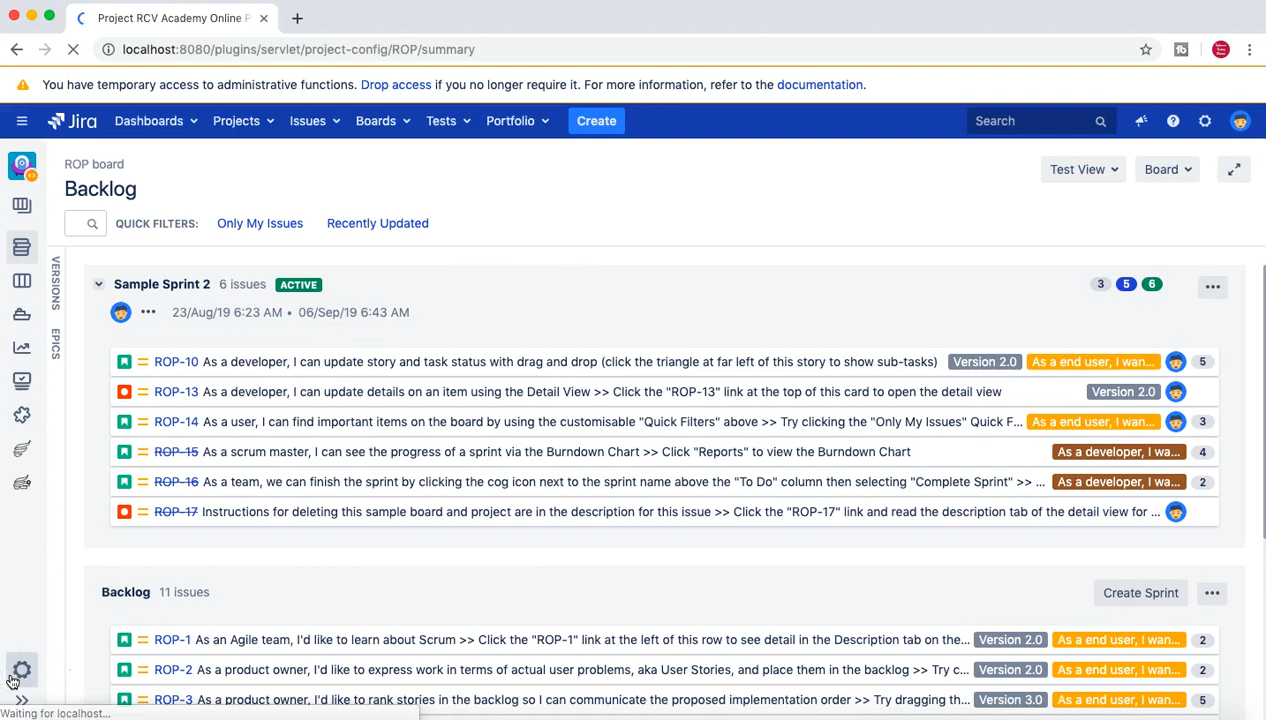 Project RCV Academy Online P
localhost:8080/plugins/servlet/project-config/ROP/summary
You have temporary access to administrative functions. Drop access if you no longer require it. For more information, refer to the documentation.
Jira Dashboards Projects Issues Boards Tests Portfolio Create Search
ROP board
Backlog
Test View Board
QUICK FILTERS: Only My Issues Recently Updated
VERSIONS
EPICS
Sample Sprint 2 6 issues ACTIVE 3 5 6
23/Aug/19 6:23 AM • 06/Sep/19 6:43 AM
ROP-10 As a developer, I can update story and task status with drag and drop (click the triangle at far left of this story to show sub-tasks) Version 2.0 As a end user, I wan... 5
ROP-13 As a developer, I can update details on an item using the Detail View >> Click the "ROP-13" link at the top of this card to open the detail view Version 2.0
ROP-14 As a user, I can find important items on the board by using the customisable "Quick Filters" above >> Try clicking the "Only My Issues" Quick F... As a end user, I wan... 3
ROP-15 As a scrum master, I can see the progress of a sprint via the Burndown Chart >> Click "Reports" to view the Burndown Chart As a developer, I wa... 4
ROP-16 As a team, we can finish the sprint by clicking the cog icon next to the sprint name above the "To Do" column then selecting "Complete Sprint" >> ... As a developer, I wa... 2
ROP-17 Instructions for deleting this sample board and project are in the description for this issue >> Click the "ROP-17" link and read the description tab of the detail view for ...
Backlog 11 issues Create Sprint
ROP-1 As an Agile team, I'd like to learn about Scrum >> Click the "ROP-1" link at the left of this row to see detail in the Description tab on the... Version 2.0 As a end user, I wan... 2
ROP-2 As a product owner, I'd like to express work in terms of actual user problems, aka User Stories, and place them in the backlog >> Try c... Version 2.0 As a end user, I wan... 2
ROP-3 As a product owner, I'd like to rank stories in the backlog so I can communicate the proposed implementation order >> Try dragging th... Version 3.0 As a end user, I wan... 5
Waiting for localhost...